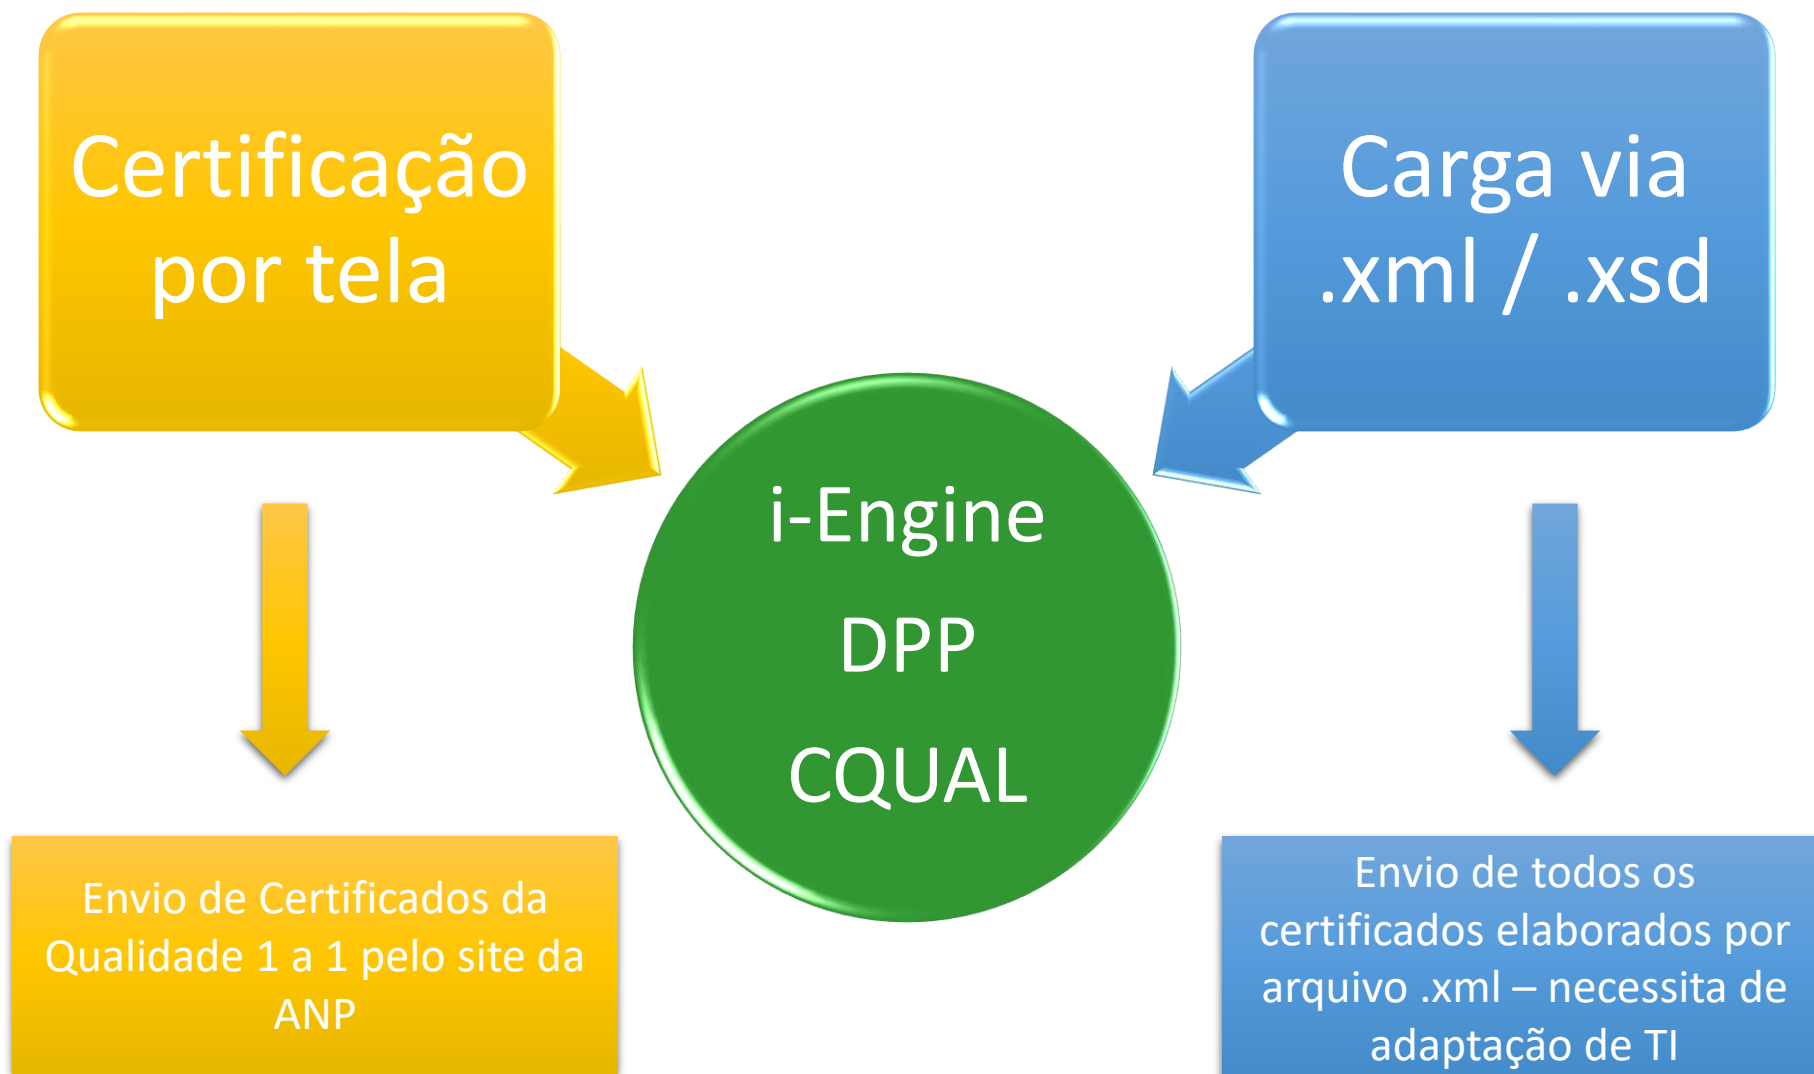 Certificação
por tela
Carga via
.xml / .xsd
i-Engine
DPP
CQUAL
Envio de Certificados da
Qualidade 1 a 1 pelo site da
ANP
Envio de todos os
certificados elaborados por
arquivo .xml – necessita de
adaptação de TI